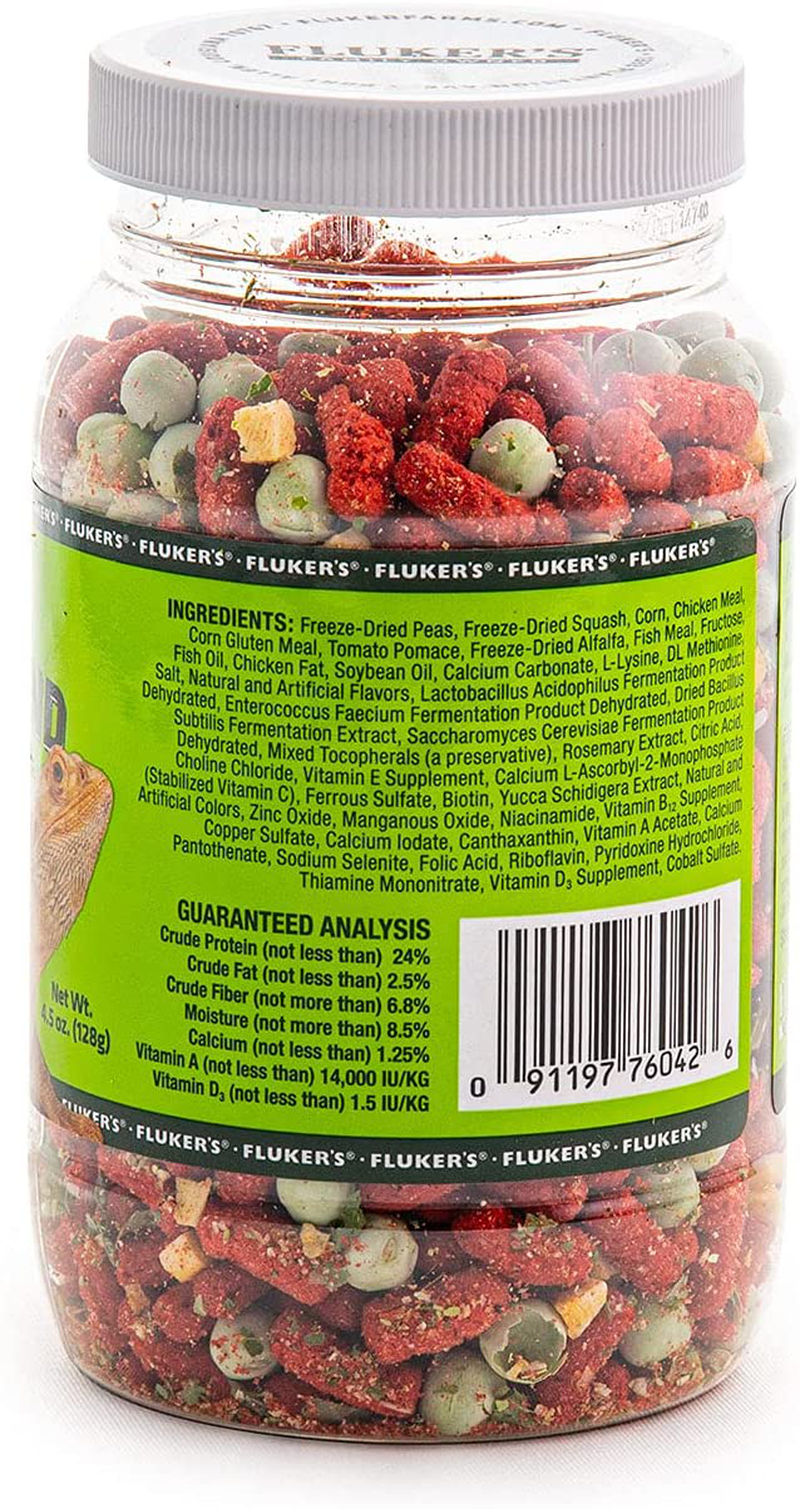 FLUKERFARMS.COM · FLUKER'S
FLUKER'S
14740
FLUKER'S® · FLUKER'S® · FLUKER'S® · FLUKER'S® · FLUKER'S® · FLUKER'S®
INGREDIENTS: Freeze-Dried Peas, Freeze-Dried Squash, Corn, Chicken Meal,
Corn Gluten Meal, Tomato Pomace, Freeze-Dried Alfalfa, Fish Meal, Fructose,
Fish Oil, Chicken Fat, Soybean Oil, Calcium Carbonate, L-Lysine, DL Methionine,
Salt, Natural and Artificial Flavors, Lactobacillus Acidophilus Fermentation Product
Dehydrated, Enterococcus Faecium Fermentation Product Dehydrated, Dried Bacillus
Subtilis Fermentation Extract, Saccharomyces Cerevisiae Fermentation Product
Dehydrated, Mixed Tocopherals (a preservative), Rosemary Extract, Citric Acid,
Choline Chloride, Vitamin E Supplement, Calcium L-Ascorbyl-2-Monophosphate
(Stabilized Vitamin C), Ferrous Sulfate, Biotin, Yucca Schidigera Extract, Natural and
Artificial Colors, Zinc Oxide, Manganous Oxide, Niacinamide, Vitamin B₁₂ Supplement,
Copper Sulfate, Calcium Iodate, Canthaxanthin, Vitamin A Acetate, Calcium
Pantothenate, Sodium Selenite, Folic Acid, Riboflavin, Pyridoxine Hydrochloride,
Thiamine Mononitrate, Vitamin D₃ Supplement, Cobalt Sulfate.
GUARANTEED ANALYSIS
Crude Protein (not less than) 24%
Crude Fat (not less than) 2.5%
Crude Fiber (not more than) 6.8%
Moisture (not more than) 8.5%
Calcium (not less than) 1.25%
Vitamin A (not less than) 14,000 IU/KG
Vitamin D₃ (not less than) 1.5 IU/KG
Net Wt.
4.5 oz. (128g)
0 91197 76042 6
FLUKER'S® · FLUKER'S® · FLUKER'S® · FLUKER'S® · FLUKER'S® · FLUKER'S®